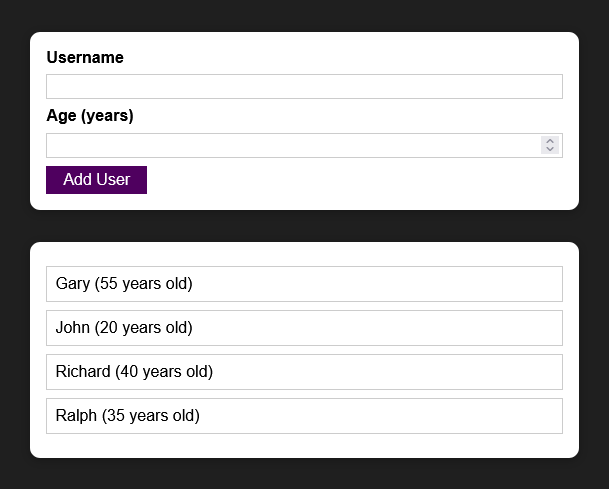 Username
Age (years)
Add User
Gary (55 years old)
John (20 years old)
Richard (40 years old)
Ralph (35 years old)